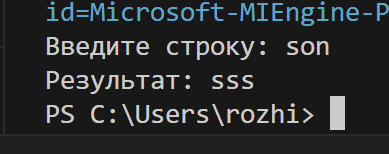 id=Microsoft-MIEngine-P
Введите строку: son
Результат: sss
PS C:\Users\rozhi>